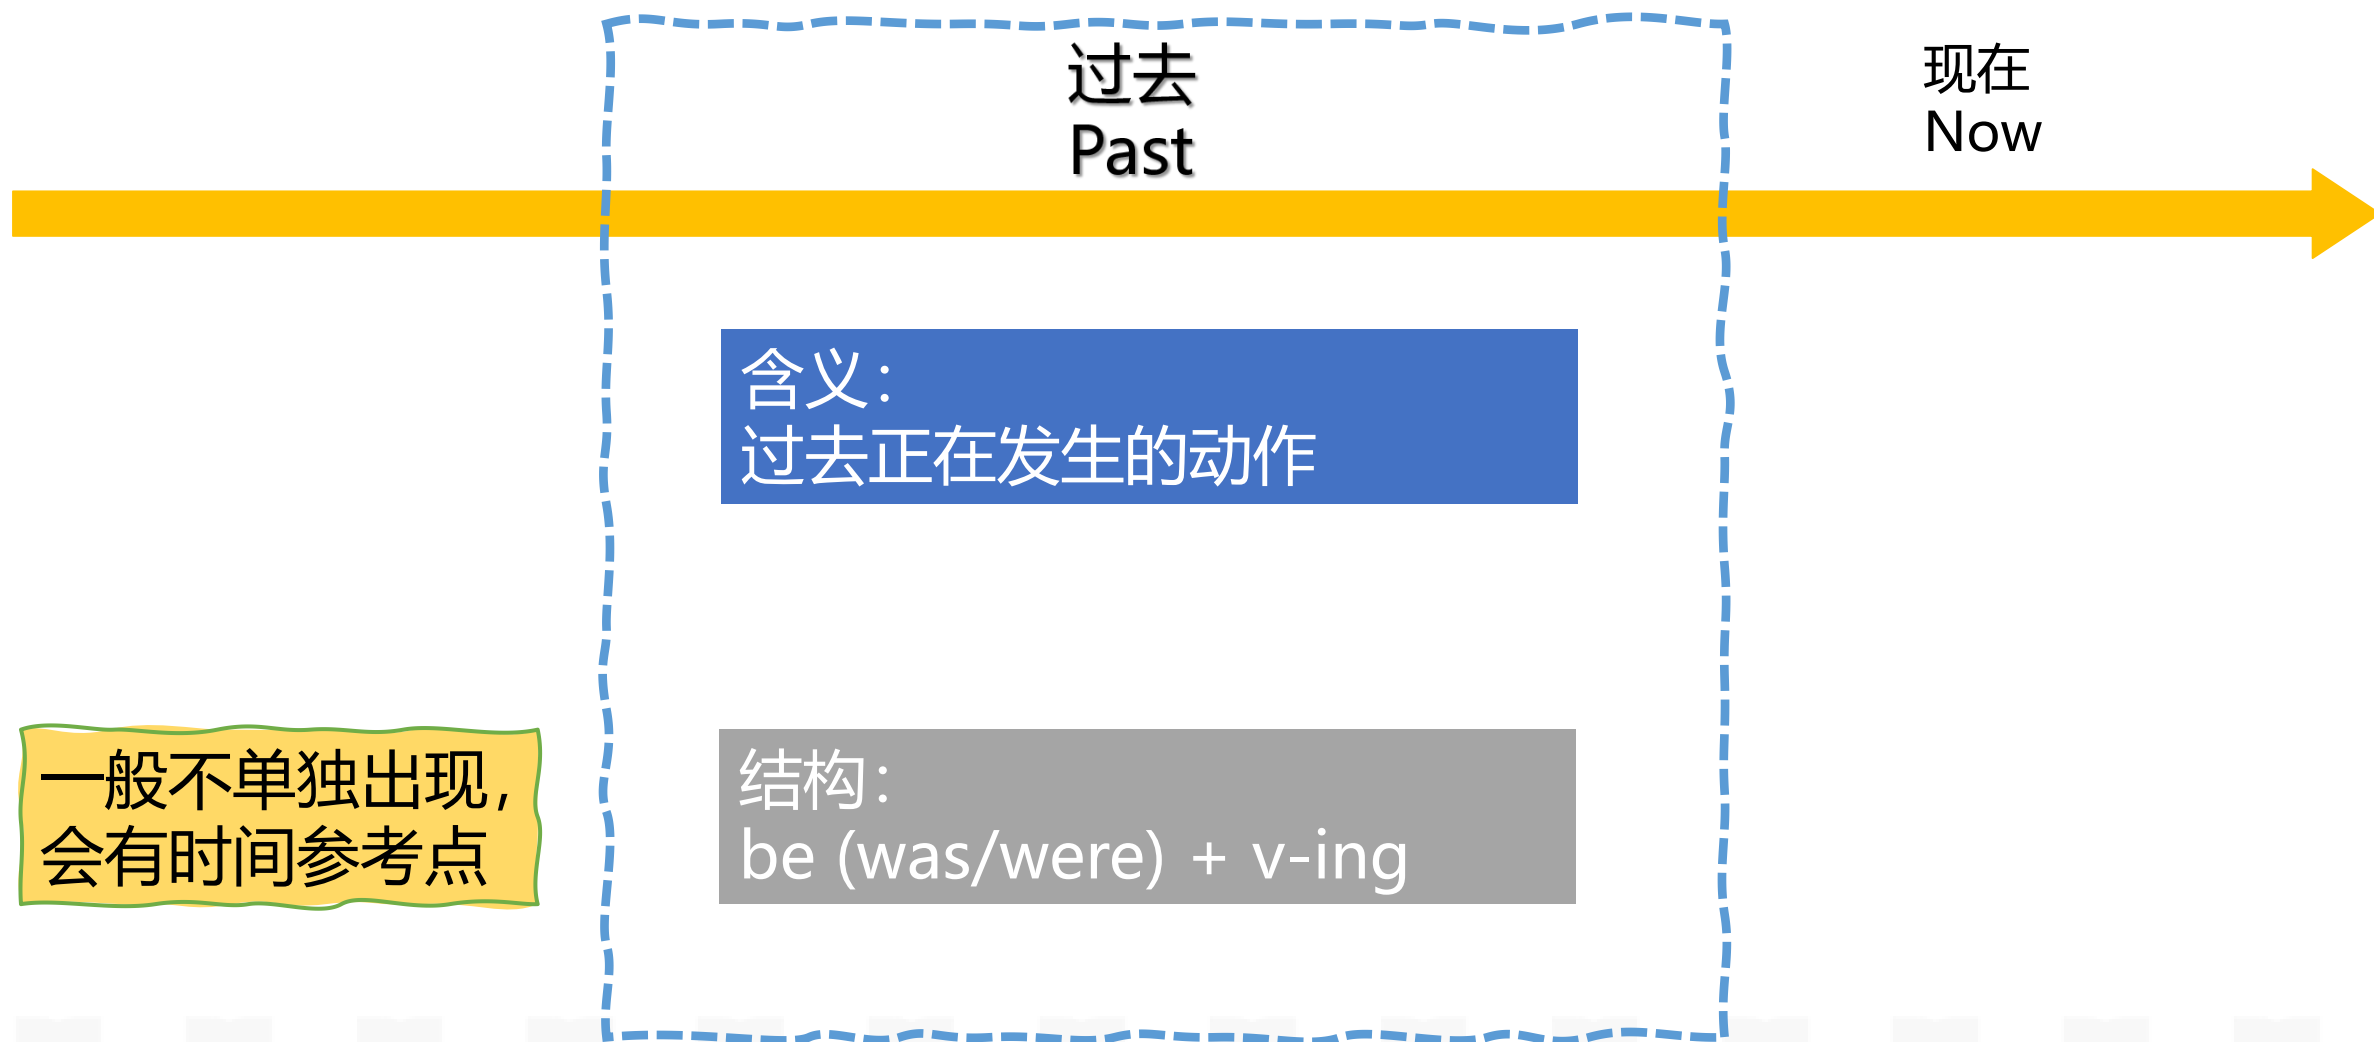 过去
Past
现在
Now
含义：
过去正在发生的动作
一般不单独出现，
会有时间参考点
结构：
be (was/were) + v-ing